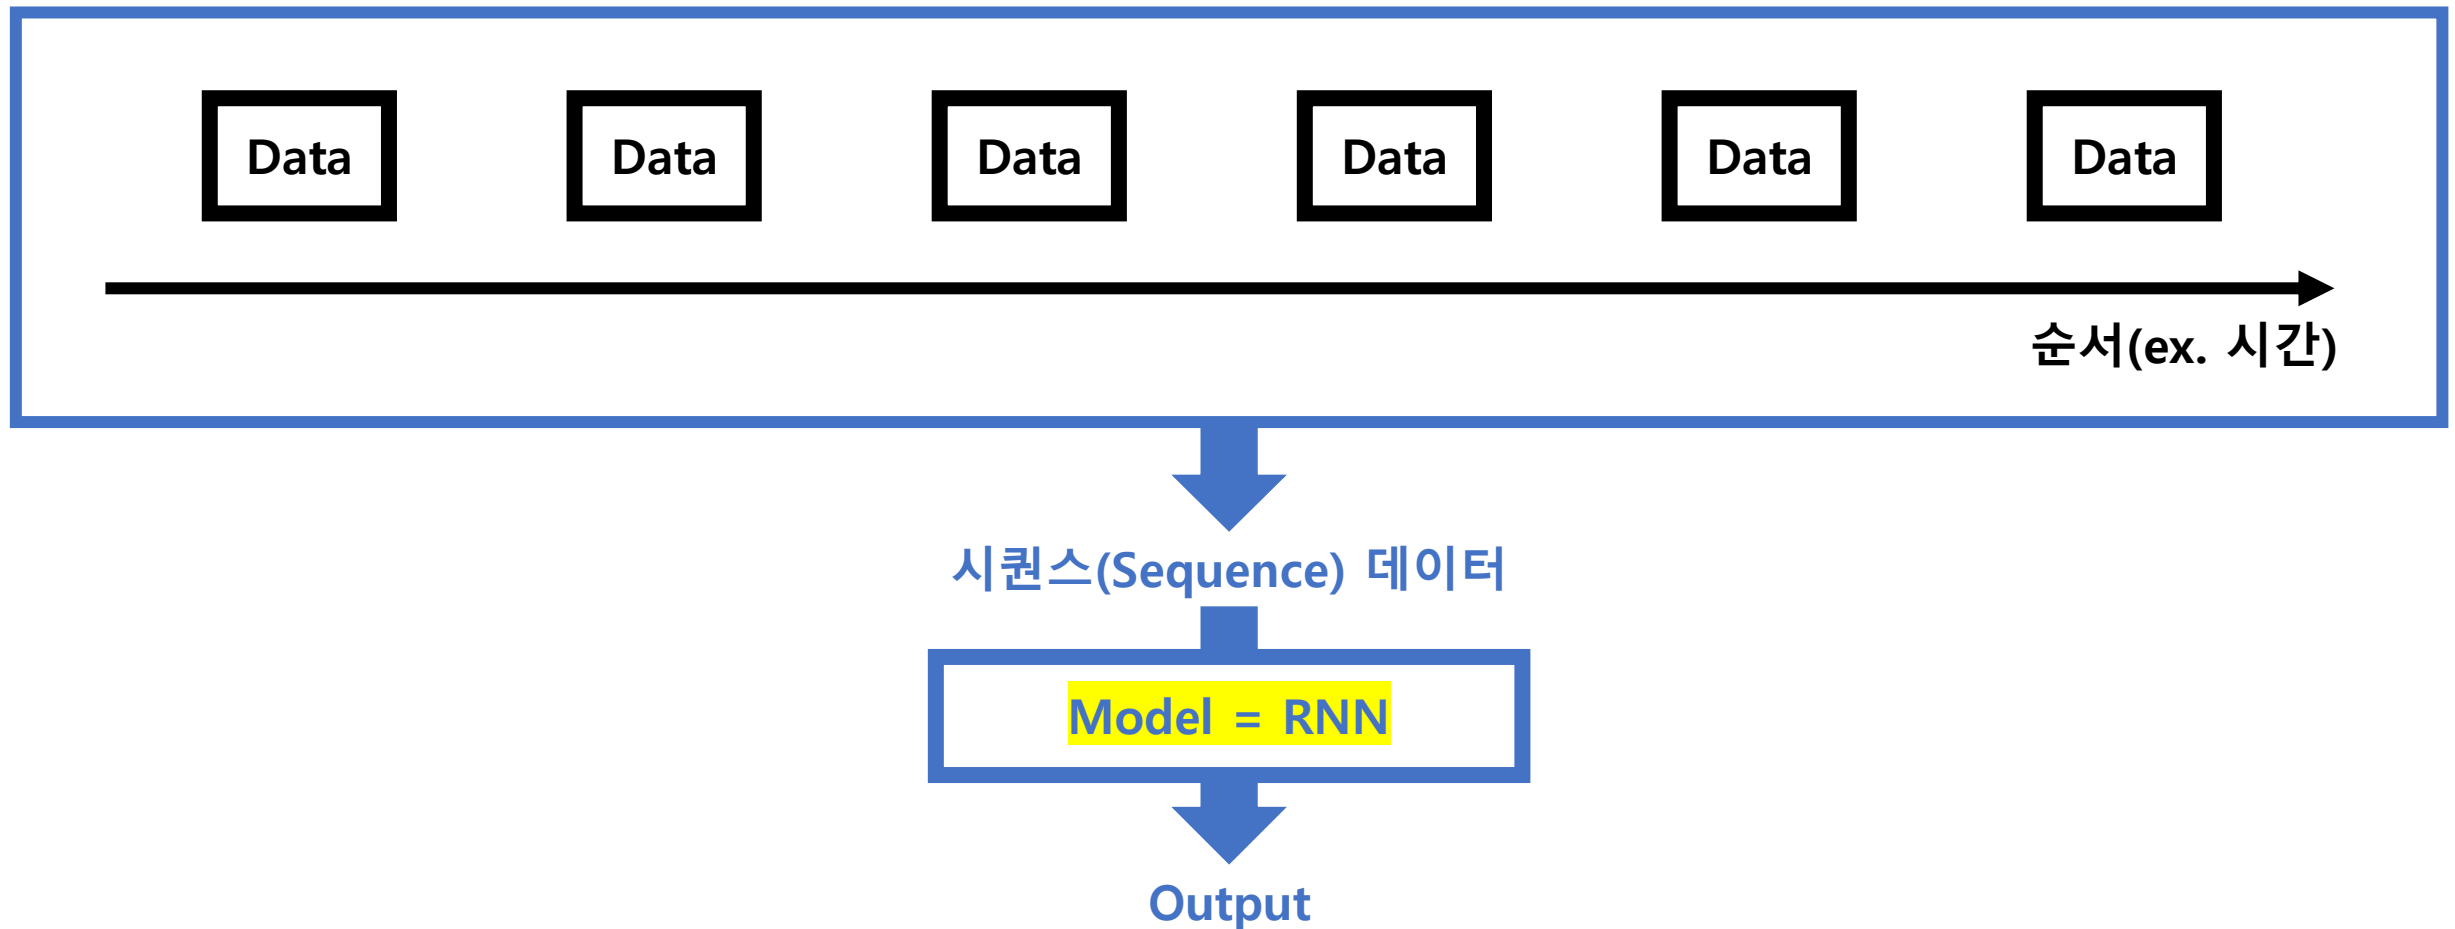 Data Data Data Data Data Data
순서(ex. 시간)
시퀀스(Sequence) 데이터
Model = RNN
Output